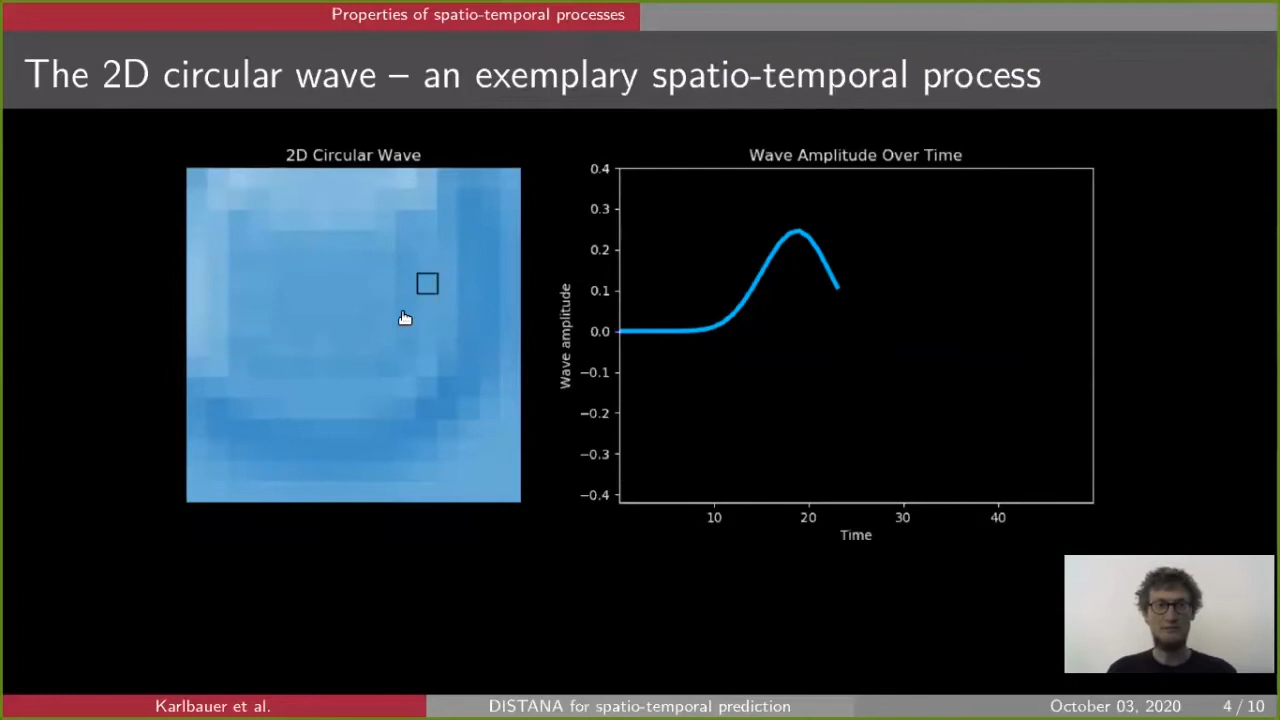 Properties of spatio-temporal processes
The 2D circular wave – an exemplary spatio-temporal process
2D Circular Wave
Wave Amplitude Over Time
0.4
0.3
0.2
0.1
0.0
−0.1
−0.2
−0.3
−0.4
Wave amplitude
10 20 30 40
Time
Karlbauer et al. DISTANA for spatio-temporal prediction October 03, 2020 4 / 10